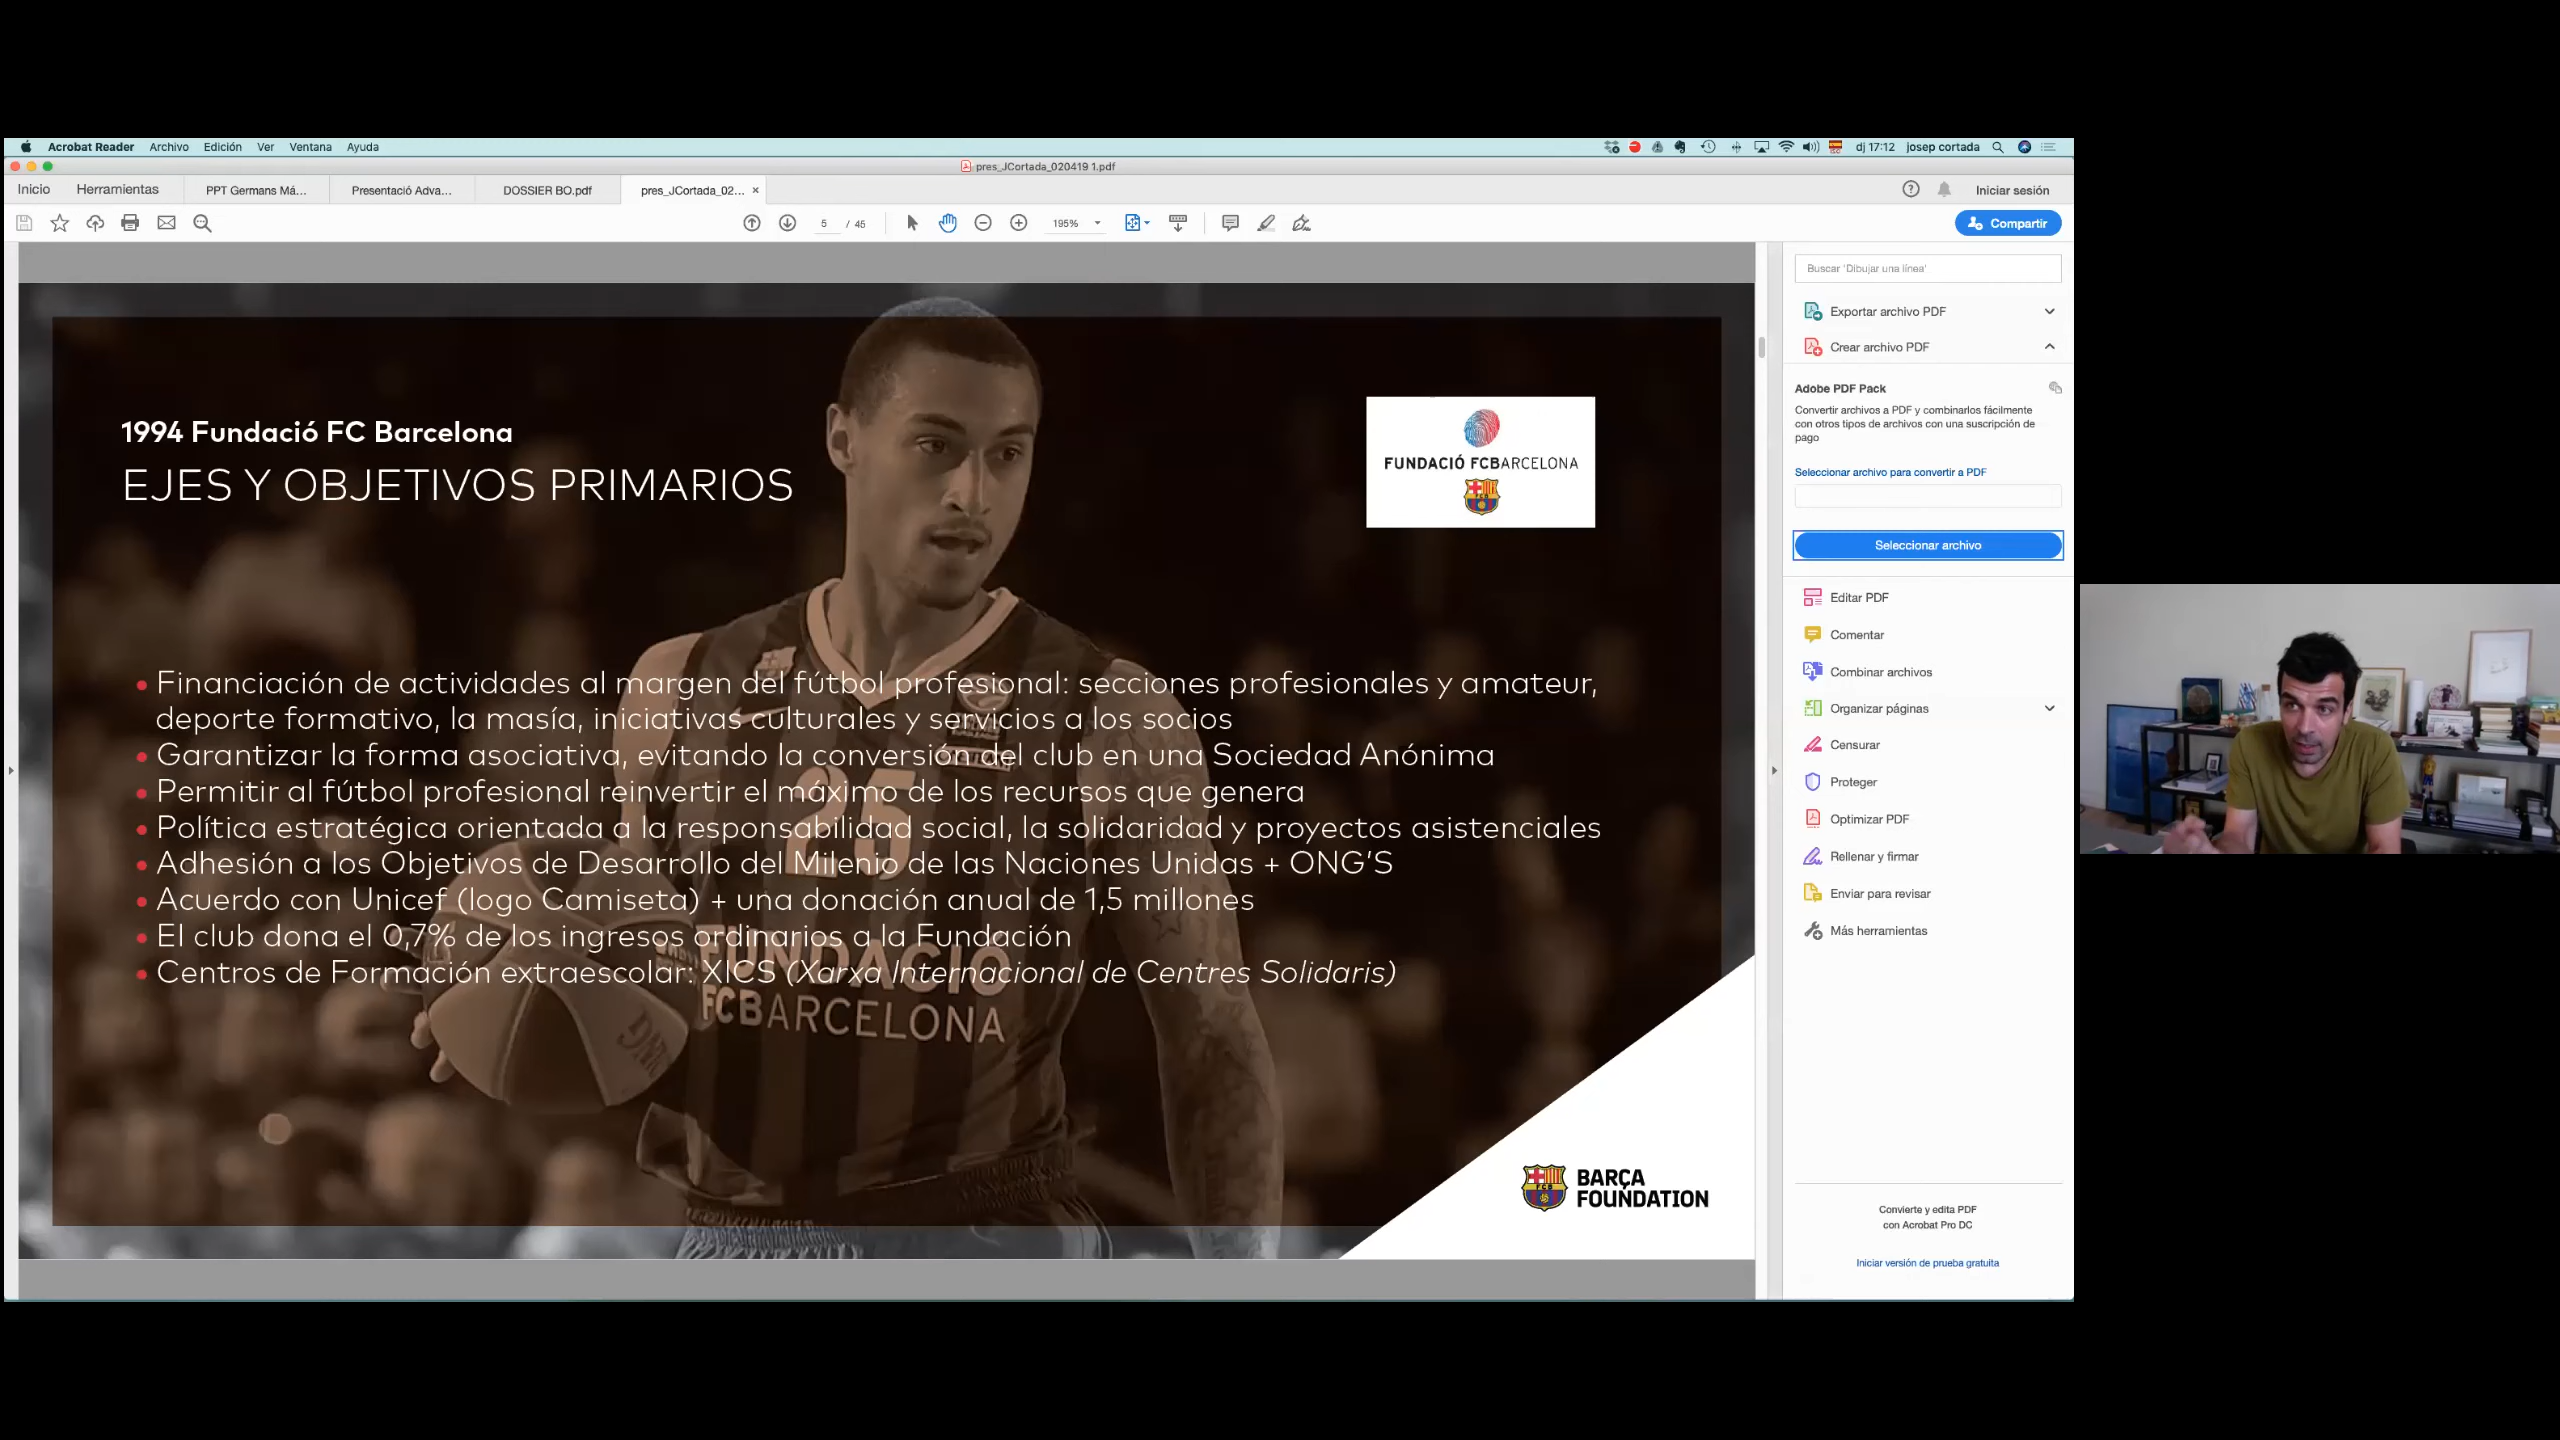 Acrobat Reader Archivo Edición Ver Ventana Ayuda
dj 17:12 josep cortada
pres_JCortada_020419 1.pdf
Inicio Herramientas PPT Germans Má... Presentació Adva... DOSSIER BO.pdf pres_JCortada_02... ×
Iniciar sesión
5 / 45 195%
Compartir
1994 Fundació FC Barcelona
EJES Y OBJETIVOS PRIMARIOS
FUNDACIÓ FCBARCELONA
FCB
• Financiación de actividades al margen del fútbol profesional: secciones profesionales y amateur,
deporte formativo, la masía, iniciativas culturales y servicios a los socios
• Garantizar la forma asociativa, evitando la conversión del club en una Sociedad Anónima
• Permitir al fútbol profesional reinvertir el máximo de los recursos que genera
• Política estratégica orientada a la responsabilidad social, la solidaridad y proyectos asistenciales
• Adhesión a los Objetivos de Desarrollo del Milenio de las Naciones Unidas + ONG'S
• Acuerdo con Unicef (logo Camiseta) + una donación anual de 1,5 millones
• El club dona el 0,7% de los ingresos ordinarios a la Fundación
• Centros de Formación extraescolar: XICS (Xarxa Internacional de Centres Solidaris)
25
FUNDACIÓ
FCBARCELONA
FCB
BARÇA
FOUNDATION
Buscar 'Dibujar una línea'
Exportar archivo PDF
Crear archivo PDF
Adobe PDF Pack
Convertir archivos a PDF y combinarlos fácilmente
con otros tipos de archivos con una suscripción de
pago
Seleccionar archivo para convertir a PDF
Seleccionar archivo
Editar PDF
Comentar
Combinar archivos
Organizar páginas
Censurar
Proteger
Optimizar PDF
Rellenar y firmar
Enviar para revisar
Más herramientas
Convierte y edita PDF
con Acrobat Pro DC
Iniciar versión de prueba gratuita